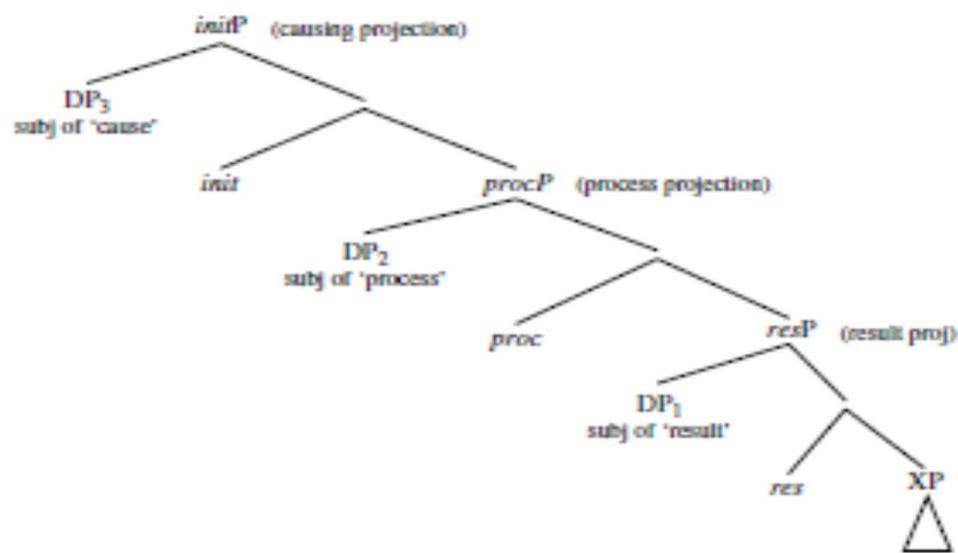 initP (causing projection)
DP3
subj of ‘cause’
init
procP (process projection)
DP2
subj of ‘process’
proc
resP (result proj)
DP1
subj of ‘result’
res
XP